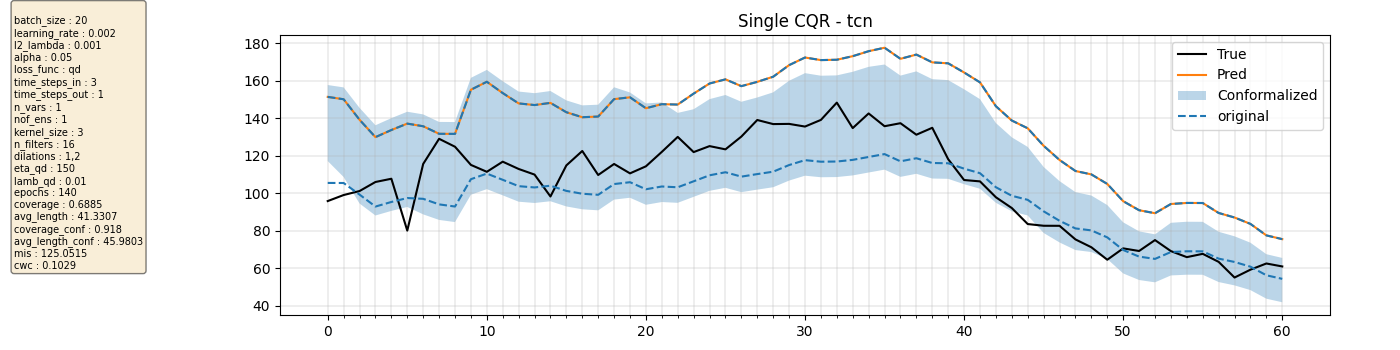 batch_size : 20
learning_rate : 0.002
l2_lambda : 0.001
alpha : 0.05
loss_func : qd
time_steps_in : 3
time_steps_out : 1
n_vars : 1
nof_ens : 1
kernel_size : 3
n_filters : 16
dilations : 1,2
eta_qd : 150
lamb_qd : 0.01
epochs : 140
coverage : 0.6885
avg_length : 41.3307
coverage_conf : 0.918
avg_length_conf : 45.9803
mis : 125.0515
cwc : 0.1029
Single CQR - tcn
180
160
140
120
100
80
60
40
0 10 20 30 40 50 60
True
Pred
Conformalized
original